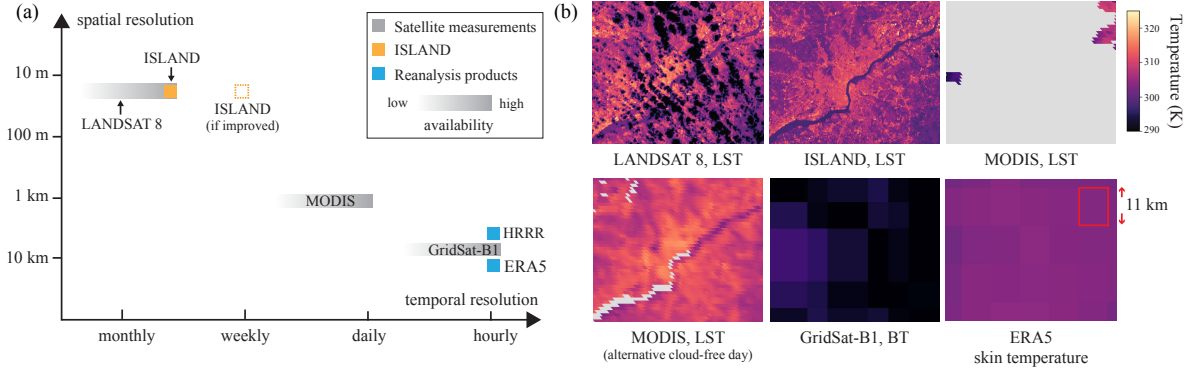 (a)
spatial resolution
Satellite measurements
ISLAND
Reanalysis products
low
high
availability
10 m
100 m
1 km
10 km
ISLAND
LANDSAT 8
ISLAND
(if improved)
MODIS
HRRR
GridSat-B1
ERA5
temporal resolution
monthly
weekly
daily
hourly
(b)
LANDSAT 8, LST
ISLAND, LST
MODIS, LST
320
310
300
290
Temperature (K)
11 km
MODIS, LST
(alternative cloud-free day)
GridSat-B1, BT
ERA5
skin temperature